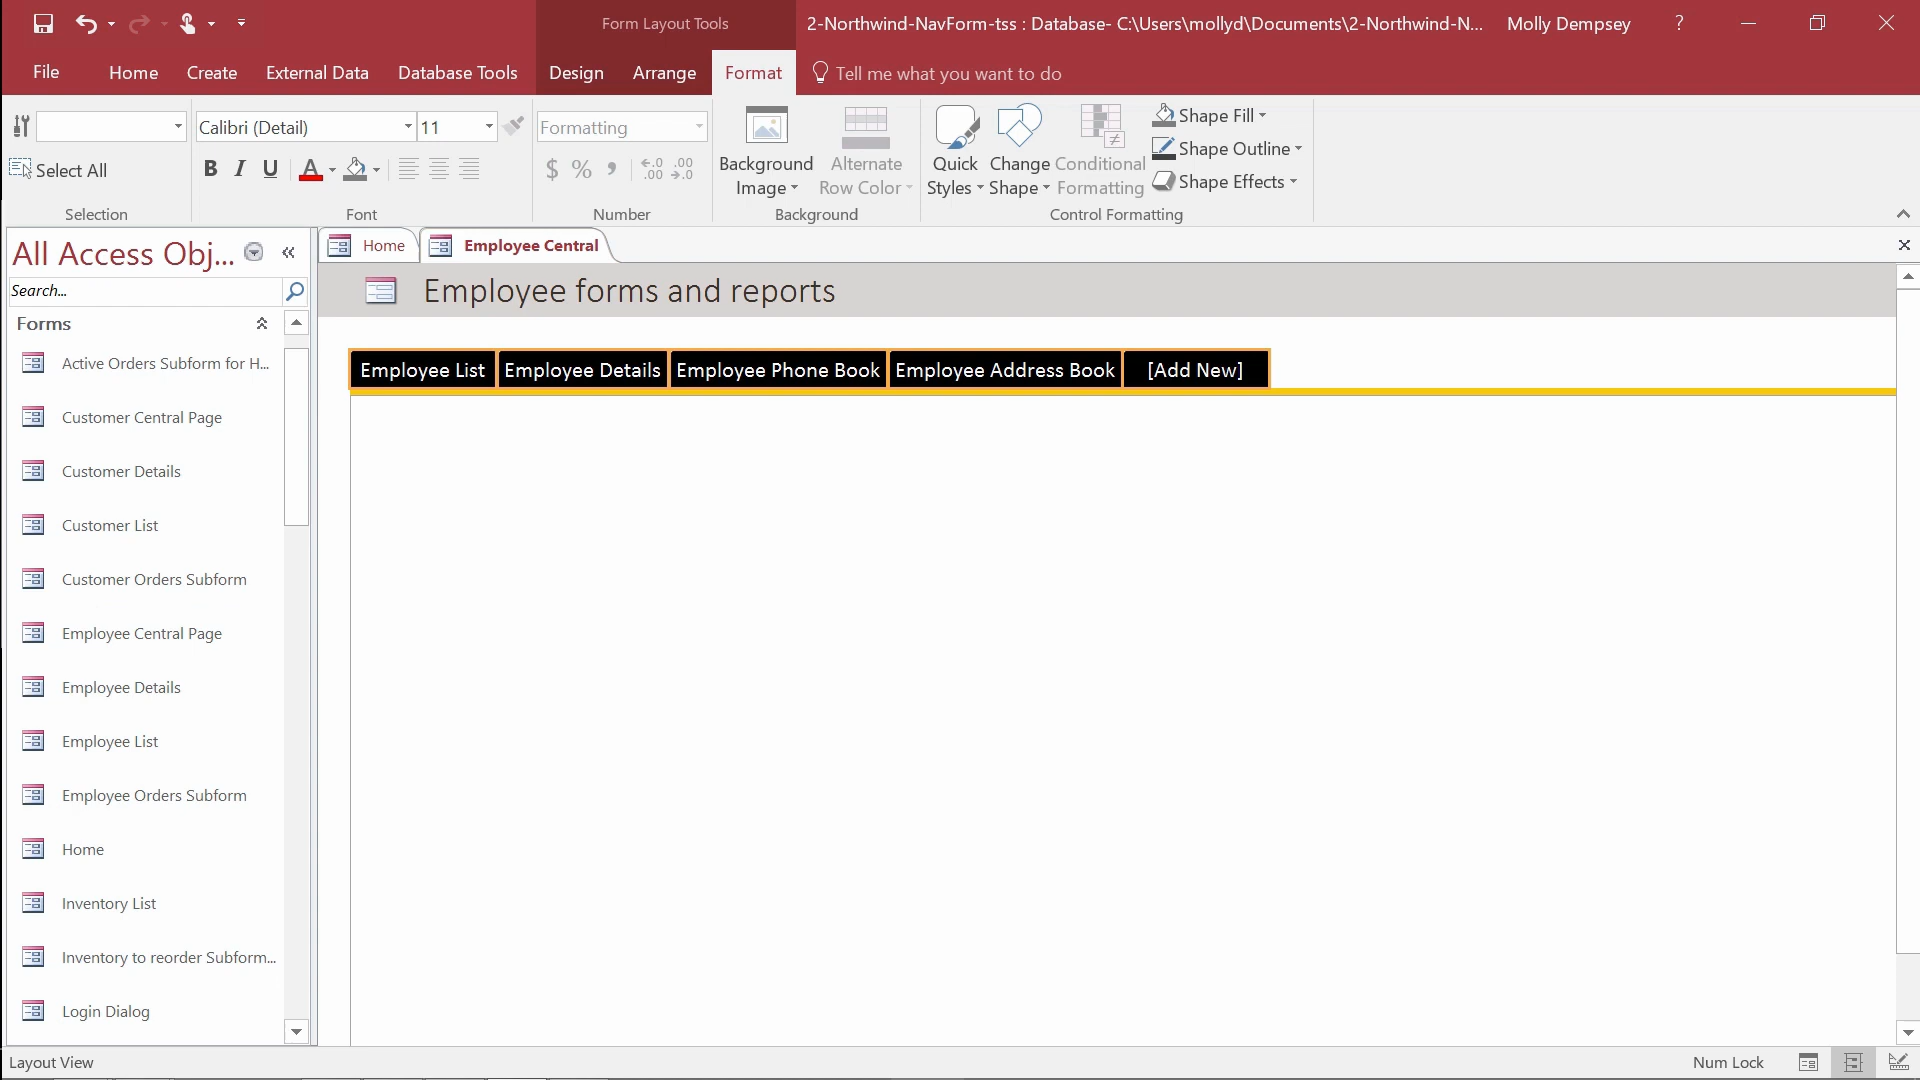 Form Layout Tools
2-Northwind-NavForm-tss : Database- C:\Users\mollyd\Documents\2-Northwind-N...
Molly Dempsey
?
File
Home
Create
External Data
Database Tools
Design
Arrange
Format
Tell me what you want to do
Select All
Selection
Calibri (Detail)
11
B I U A
Font
Formatting
$ % ,
←.0 .00
.00 →.0
Number
Background
Image
Alternate
Row Color
Background
Quick
Styles
Change
Shape
Conditional
Formatting
Shape Fill
Shape Outline
Shape Effects
Control Formatting
All Access Obj...
Search...
Forms
Active Orders Subform for H...
Customer Central Page
Customer Details
Customer List
Customer Orders Subform
Employee Central Page
Employee Details
Employee List
Employee Orders Subform
Home
Inventory List
Inventory to reorder Subform...
Login Dialog
Home
Employee Central
Employee forms and reports
Employee List
Employee Details
Employee Phone Book
Employee Address Book
[Add New]
Layout View
Num Lock